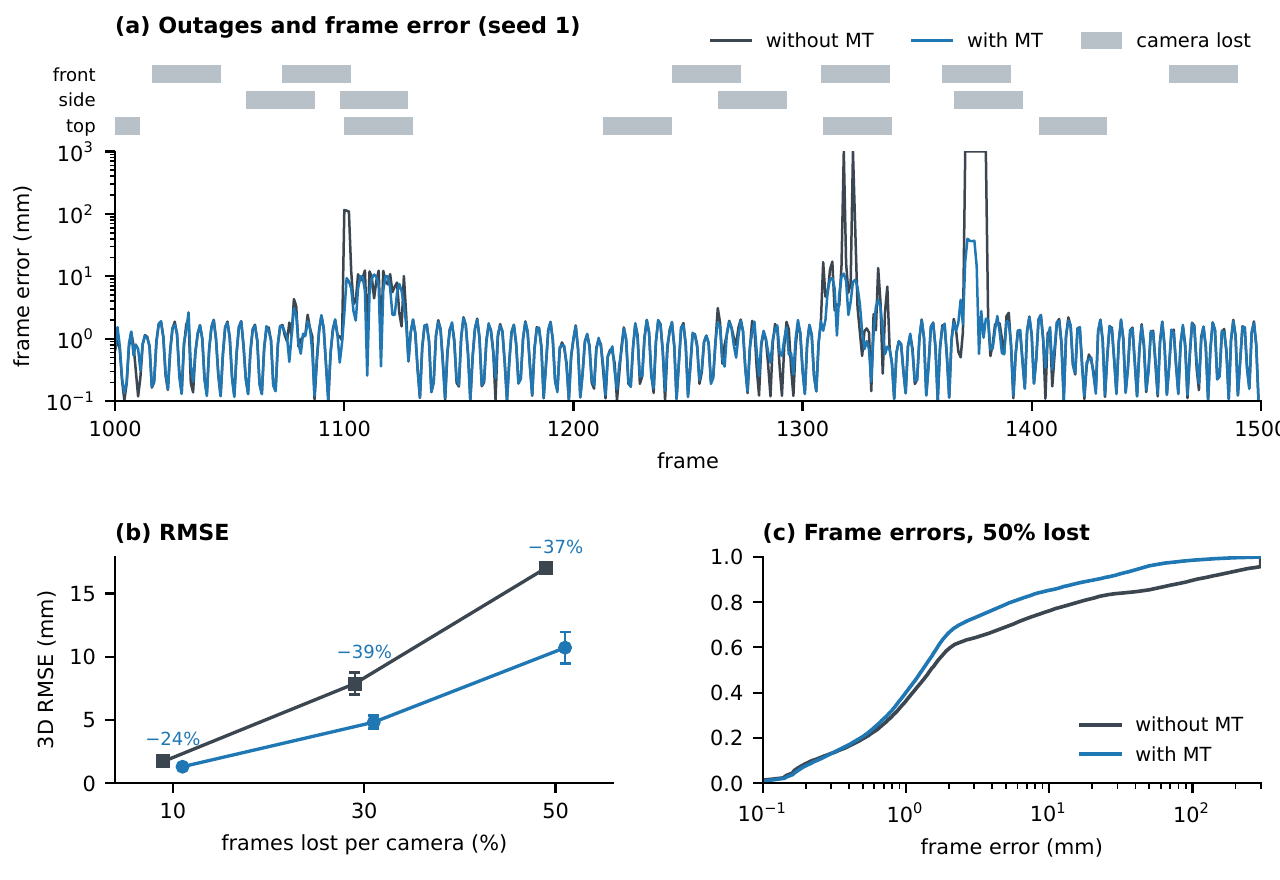 (a) Outages and frame error (seed 1)
without MT
with MT
camera lost
front
side
top
10³
10²
10¹
10⁰
10⁻¹
frame error (mm)
1000
1100
1200
1300
1400
1500
frame
(b) RMSE
−24%
−39%
−37%
15
10
5
0
3D RMSE (mm)
10
30
50
frames lost per camera (%)
(c) Frame errors, 50% lost
1.0
0.8
0.6
0.4
0.2
0.0
without MT
with MT
10⁻¹
10⁰
10¹
10²
frame error (mm)